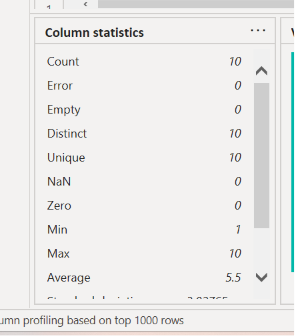 Column statistics ...
Count 10
Error 0
Empty 0
Distinct 10
Unique 10
NaN 0
Zero 0
Min 1
Max 10
Average 5.5
umn profiling based on top 1000 rows